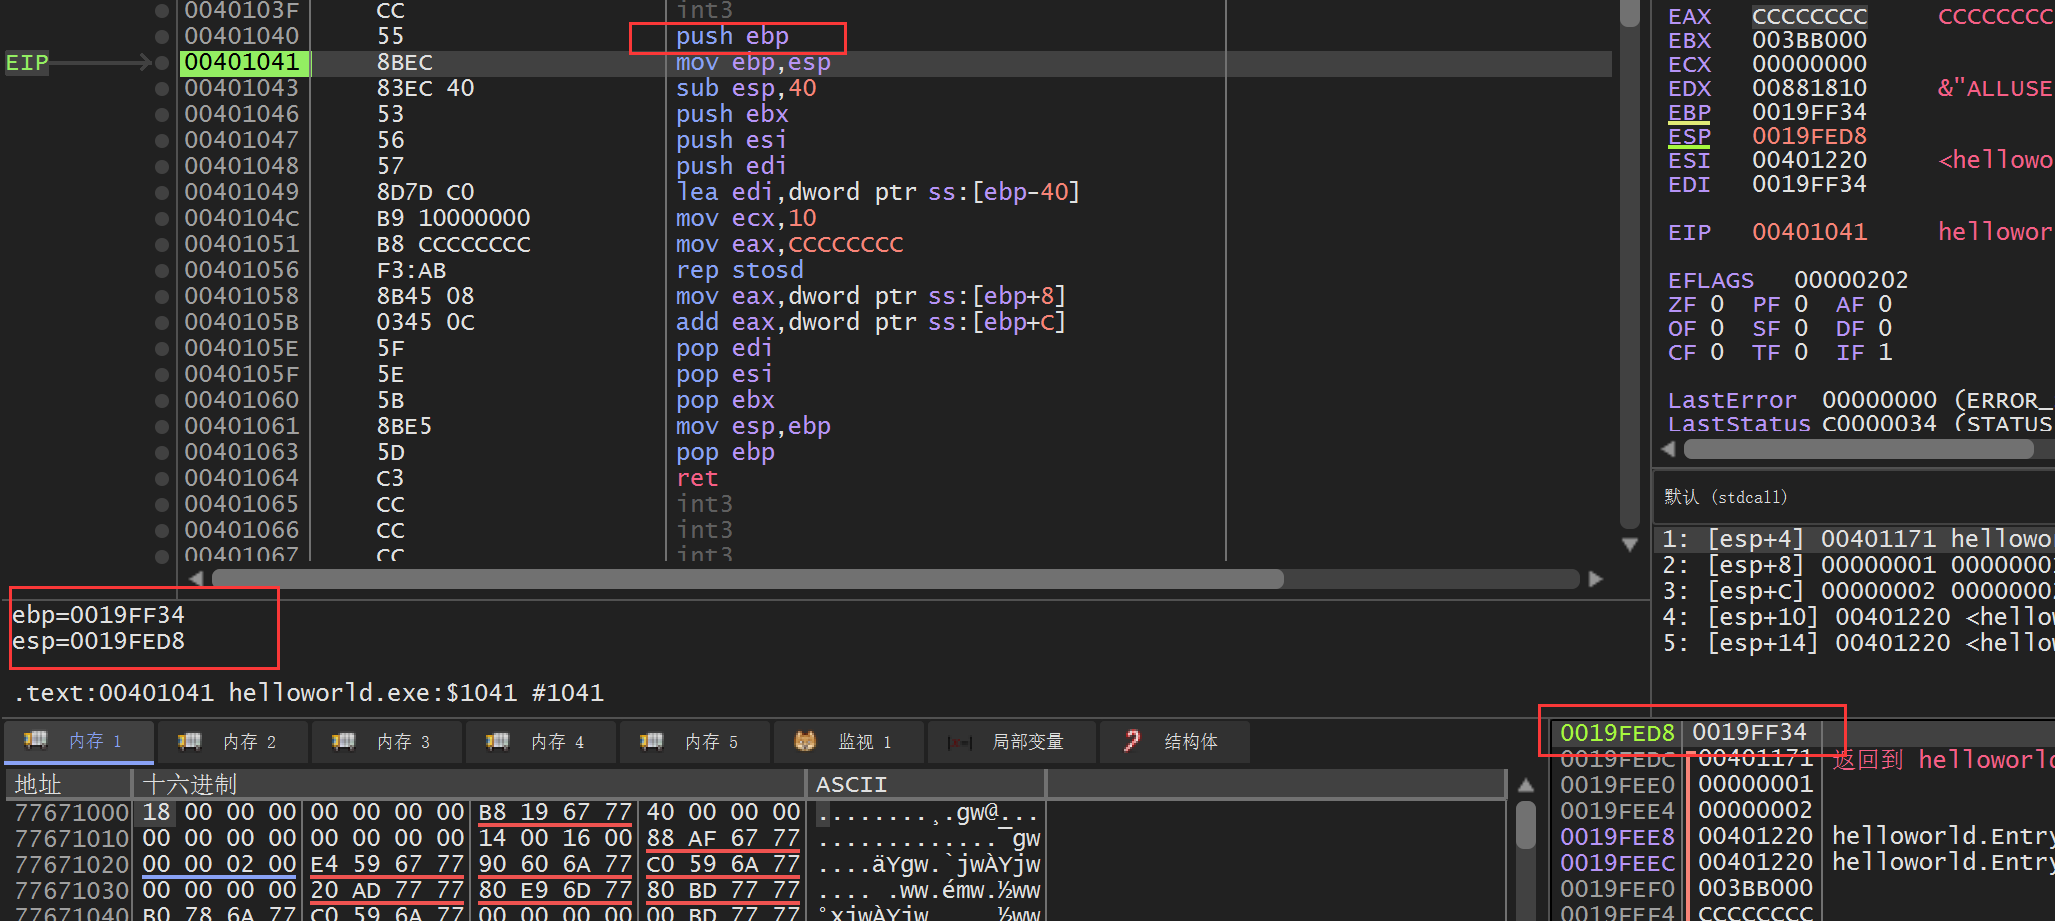 0040103F CC int3
00401040 55 push ebp
EIP 00401041 8BEC mov ebp,esp
00401043 83EC 40 sub esp,40
00401046 53 push ebx
00401047 56 push esi
00401048 57 push edi
00401049 8D7D C0 lea edi,dword ptr ss:[ebp-40]
0040104C B9 10000000 mov ecx,10
00401051 B8 CCCCCCCC mov eax,CCCCCCCC
00401056 F3:AB rep stosd
00401058 8B45 08 mov eax,dword ptr ss:[ebp+8]
0040105B 0345 0C add eax,dword ptr ss:[ebp+C]
0040105E 5F pop edi
0040105F 5E pop esi
00401060 5B pop ebx
00401061 8BE5 mov esp,ebp
00401063 5D pop ebp
00401064 C3 ret
00401065 CC int3
00401066 CC int3
00401067 CC int3
EAX CCCCCCCC CCCCCCCC
EBX 003BB000
ECX 00000000
EDX 00881810 &"ALLUSE
EBP 0019FF34
ESP 0019FED8
ESI 00401220 <hellowo
EDI 0019FF34
EIP 00401041 hellowor
EFLAGS 00000202
ZF 0 PF 0 AF 0
OF 0 SF 0 DF 0
CF 0 TF 0 IF 1
LastError 00000000 (ERROR_
LastStatus C0000034 (STATUS
默认 (stdcall)
1: [esp+4] 00401171 hellowo
2: [esp+8] 00000001 0000000
3: [esp+C] 00000002 0000000
4: [esp+10] 00401220 <hellow
5: [esp+14] 00401220 <hellow
ebp=0019FF34
esp=0019FED8
.text:00401041 helloworld.exe:$1041 #1041
内存 1 内存 2 内存 3 内存 4 内存 5 监视 1 局部变量 结构体
地址 十六进制 ASCII
77671000 18 00 00 00 00 00 00 00 B8 19 67 77 40 00 00 00 ........¸.gw@...
77671010 00 00 00 00 00 00 00 00 14 00 16 00 88 AF 67 77 .............¯gw
77671020 00 00 02 00 E4 59 67 77 90 60 6A 77 C0 59 6A 77 ....äYgw.`jwÀYjw
77671030 00 00 00 00 20 AD 77 77 80 E9 6D 77 80 BD 77 77 .... .ww.émw.½ww
77671040 B0 78 6A 77 C0 59 6A 77 00 00 00 00 00 BD 77 77 °xjwÀYjw.....½ww
0019FED8 0019FF34
0019FEDC 00401171 返回到 helloworld
0019FEE0 00000001
0019FEE4 00000002
0019FEE8 00401220 helloworld.Entry
0019FEEC 00401220 helloworld.Entry
0019FEF0 003BB000
0019FEF4 CCCCCCCC